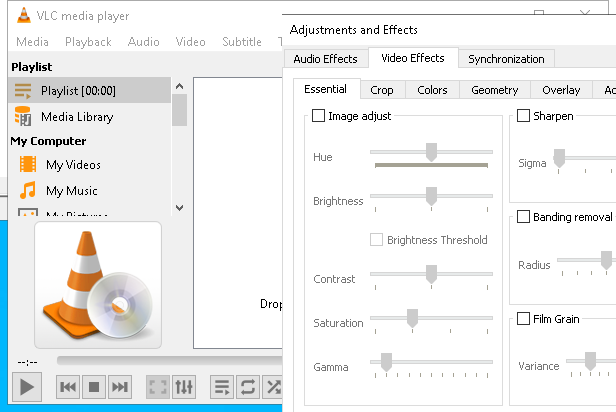 VLC media player
Media Playback Audio Video Subtitle
Playlist
Playlist [00:00]
Media Library
My Computer
My Videos
My Music
My Pictures
Drop
--:--
Adjustments and Effects
Audio Effects Video Effects Synchronization
Essential Crop Colors Geometry Overlay
Image adjust
Hue
Brightness
Brightness Threshold
Contrast
Saturation
Gamma
Sharpen
Sigma
Banding removal
Radius
Film Grain
Variance